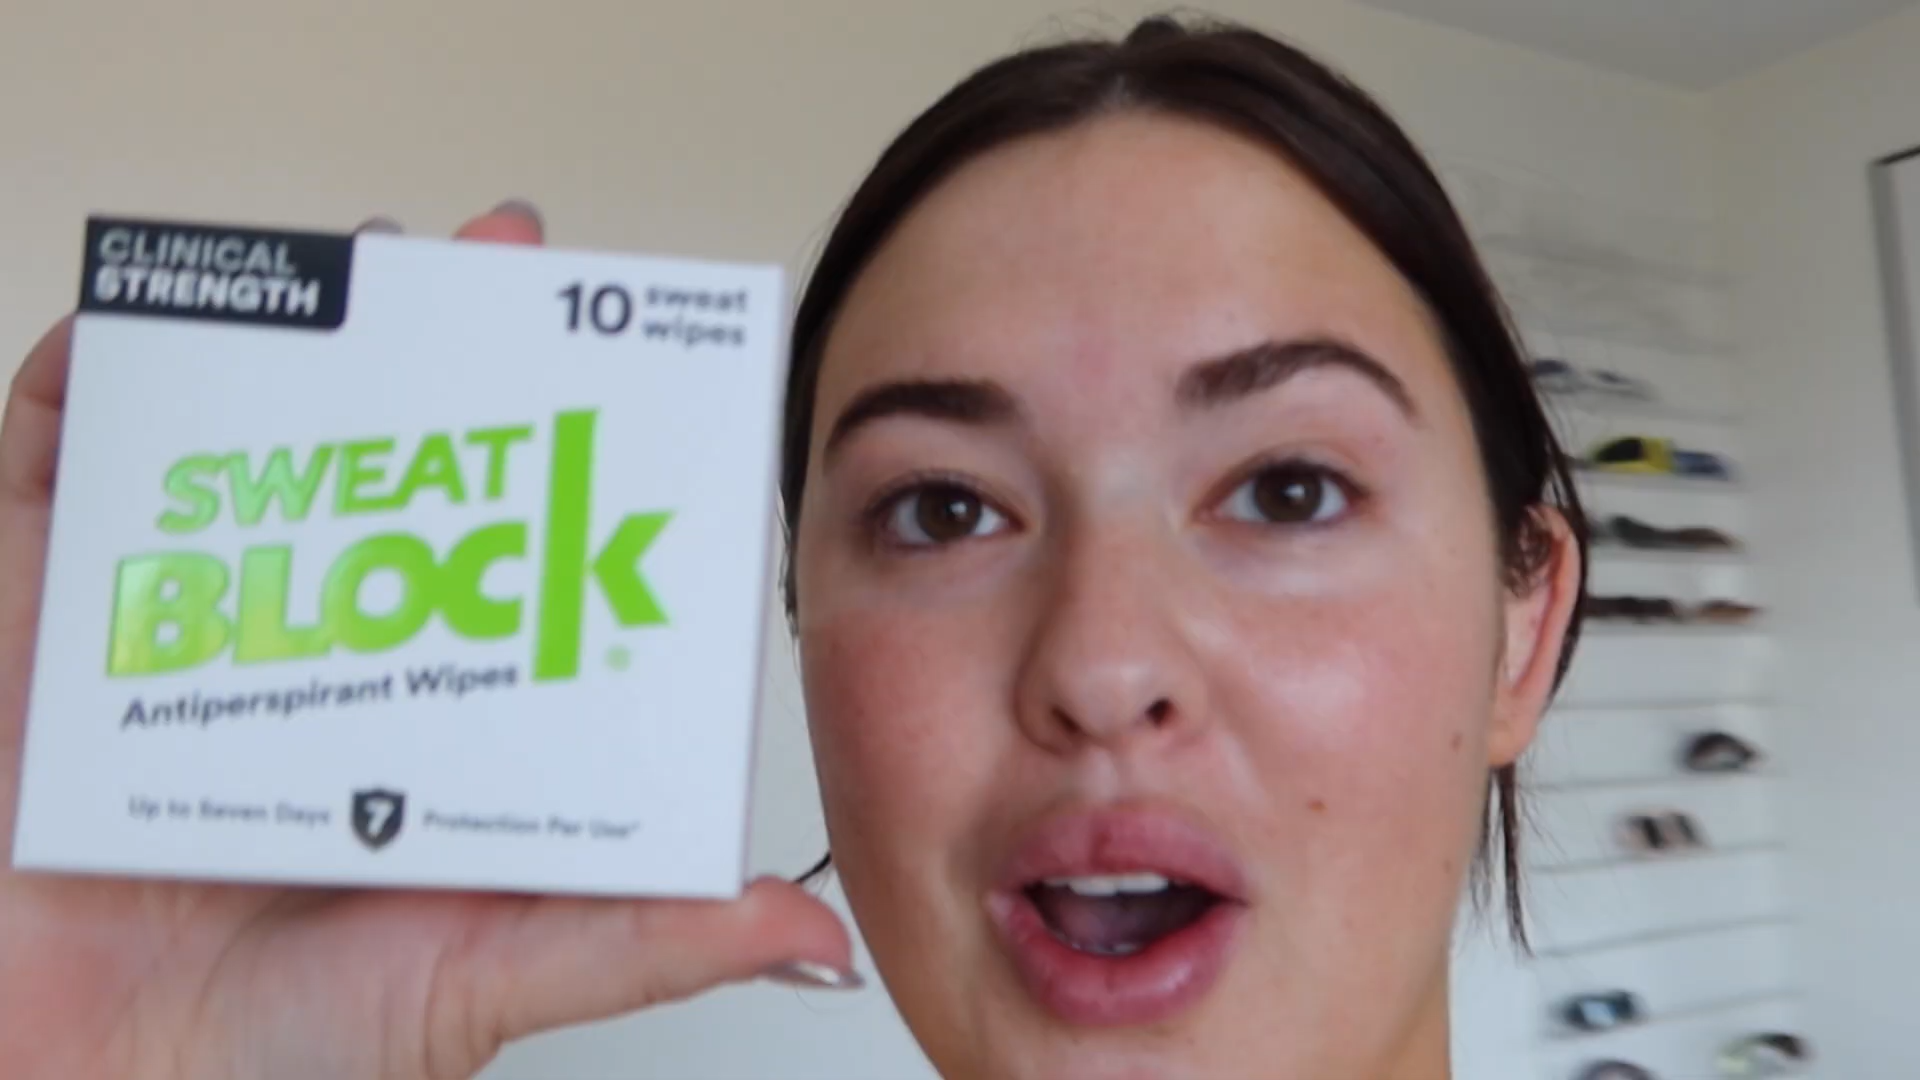 CLINICAL
STRENGTH
10 sweat
wipes
SWEAT
BLOCK®
Antiperspirant Wipes
Up to Seven Days 7 Protection Per Use*